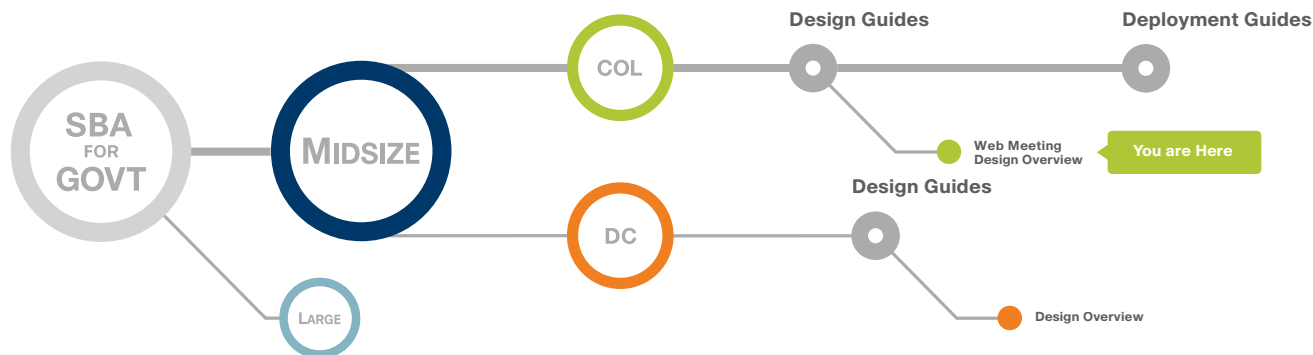 Design Guides
Deployment Guides
SBA
FOR
GOVT
MIDSIZE
COL
Web Meeting
Design Overview
You are Here
Design Guides
DC
LARGE
Design Overview